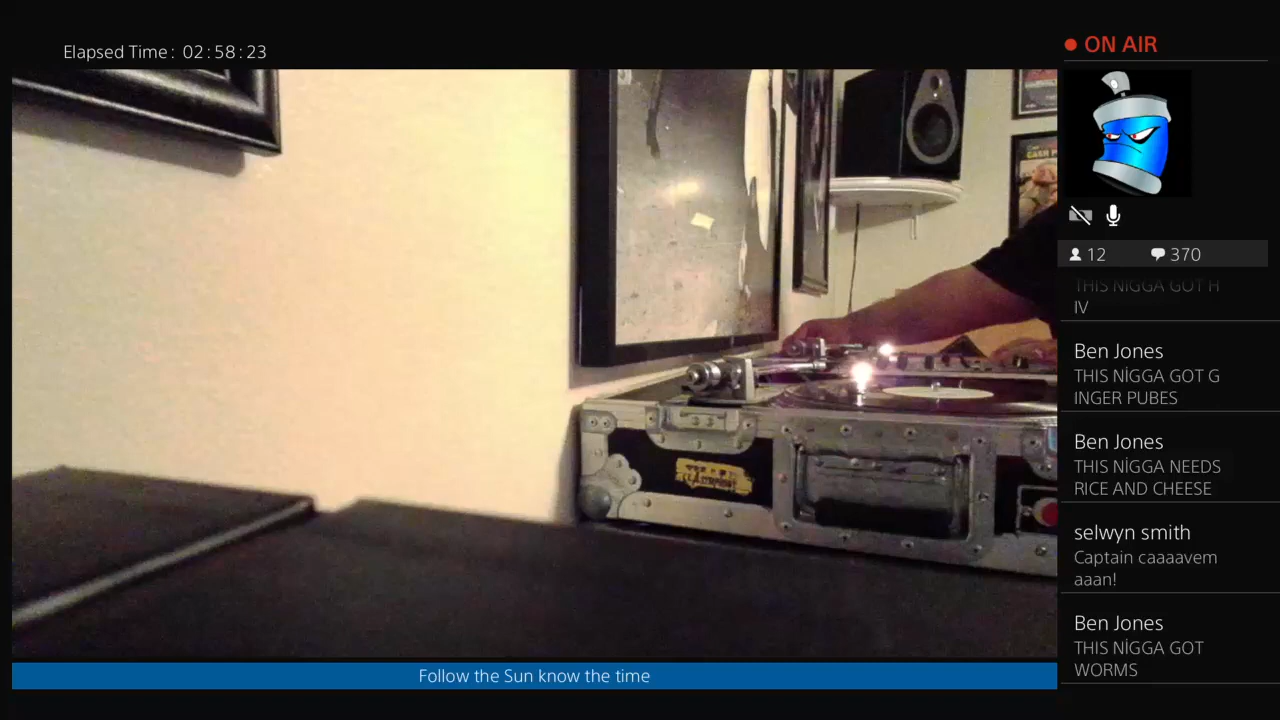 Elapsed Time: 02:58:23
ON AIR
CASH P
12 370
THIS NIGGA GOT H
IV
Ben Jones
THIS NİGGA GOT G
INGER PUBES
Ben Jones
THIS NİGGA NEEDS
RICE AND CHEESE
selwyn smith
Captain caaaavem
aaan!
Ben Jones
THIS NİGGA GOT
WORMS
Follow the Sun know the time